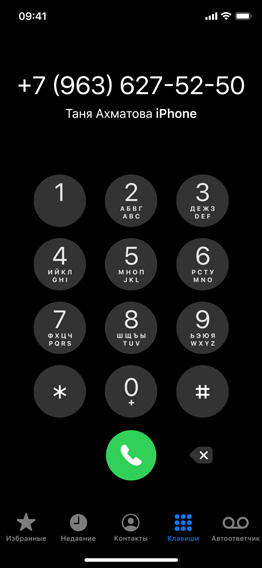 09:41
+7 (963) 627-52-50
Таня Ахматова iPhone
1 2 3
АБВГ ДЕЖЗ
ABC DEF
4 5 6
ИЙКЛ МНОП РСТУ
GHI JKL MNO
7 8 9
ФХЦЧ ШЩЪЫ ЬЭЮЯ
PQRS TUV WXYZ
* 0 #
+
Избранные Недавние Контакты Клавиши Автоответчик